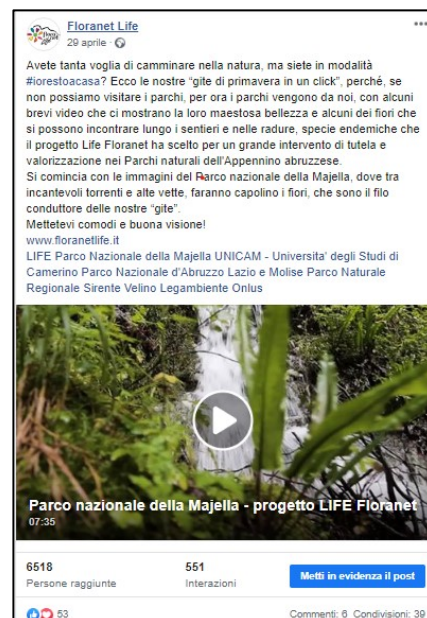 Floranet Life
29 aprile ·
Avete tanta voglia di camminare nella natura, ma siete in modalità
#iorestoacasa? Ecco le nostre “gite di primavera in un click”, perché, se
non possiamo visitare i parchi, per ora i parchi vengono da noi, con alcuni
brevi video che ci mostrano la loro maestosa bellezza e alcuni dei fiori che
si possono incontrare lungo i sentieri e nelle radure, specie endemiche che
il progetto Life Floranet ha scelto per un grande intervento di tutela e
valorizzazione nei Parchi naturali dell'Appennino abruzzese.
Si comincia con le immagini del Parco nazionale della Majella, dove tra
incantevoli torrenti e alte vette, faranno capolino i fiori, che sono il filo
conduttore delle nostre “gite”.
Mettetevi comodi e buona visione!
www.floranetlife.it
LIFE Parco Nazionale della Majella UNICAM - Universita' degli Studi di
Camerino Parco Nazionale d'Abruzzo Lazio e Molise Parco Naturale
Regionale Sirente Velino Legambiente Onlus
Parco nazionale della Majella - progetto LIFE Floranet
07:35
6518 551
Persone raggiunte Interazioni Metti in evidenza il post
53 Commenti: 6 Condivisioni: 39